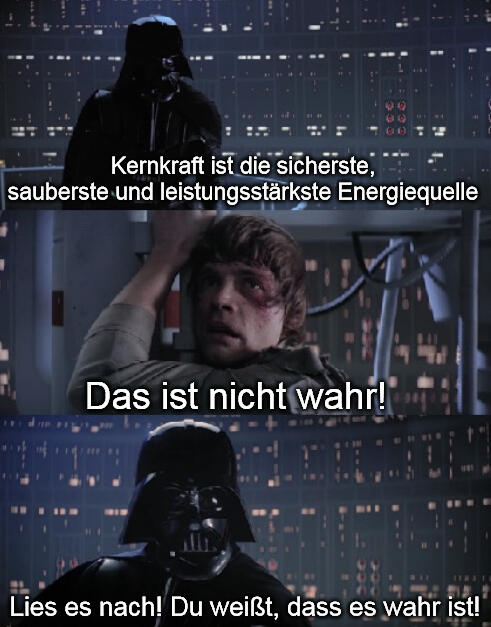 Kernkraft ist die sicherste,
sauberste und leistungsstärkste Energiequelle
Das ist nicht wahr!
Lies es nach! Du weißt, dass es wahr ist!